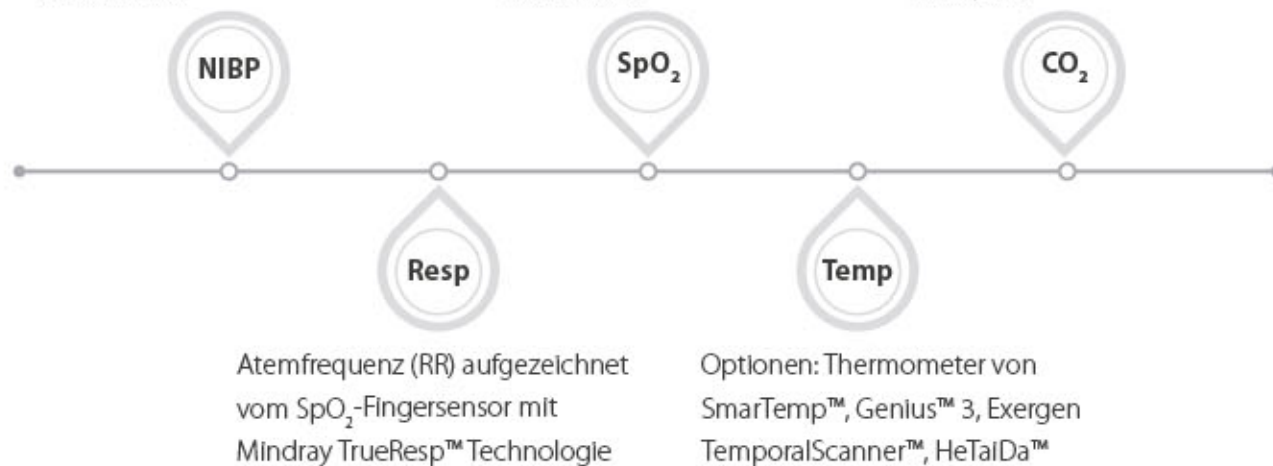 NIBP
SpO₂
CO₂
Resp
Temp
Atemfrequenz (RR) aufgezeichnet
vom SpO₂-Fingersensor mit
Mindray TrueResp™ Technologie
Optionen: Thermometer von
SmarTemp™, Genius™ 3, Exergen
TemporalScanner™, HeTaiDa™